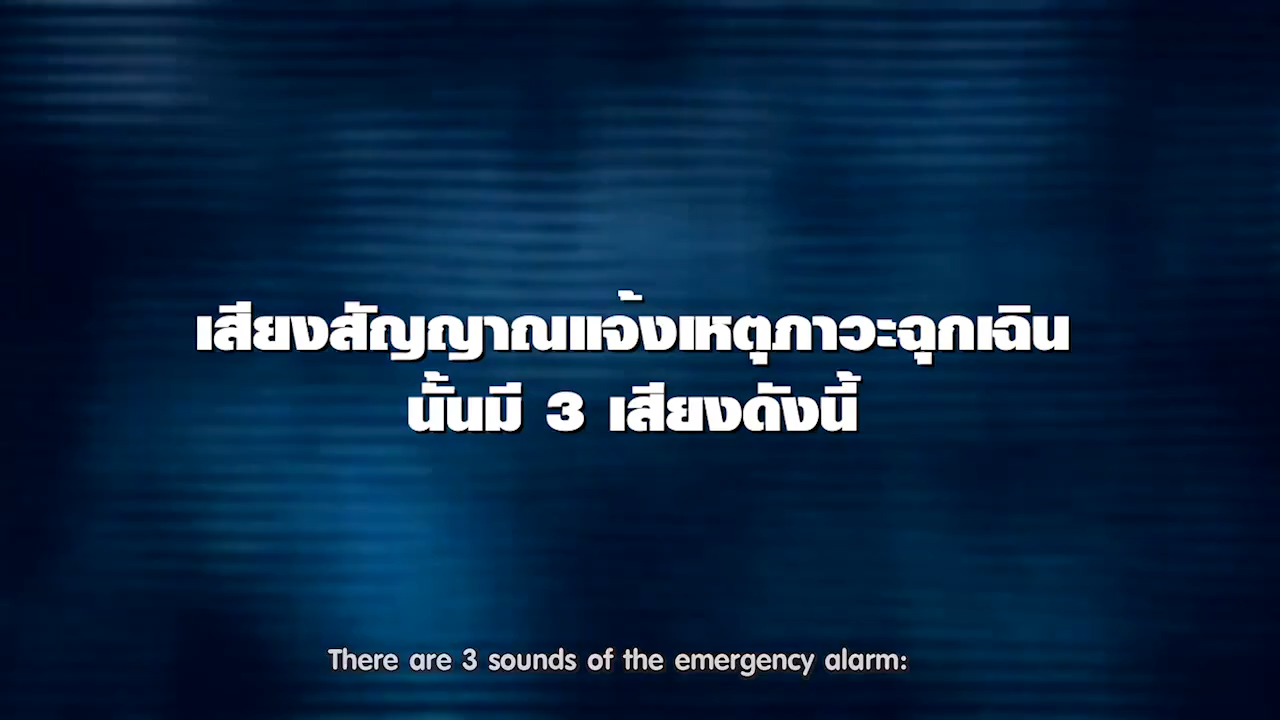 เสียงสัญญาณแจ้งเหตุภาวะฉุกเฉิน
นั้นมี 3 เสียงดังนี้
There are 3 sounds of the emergency alarm: